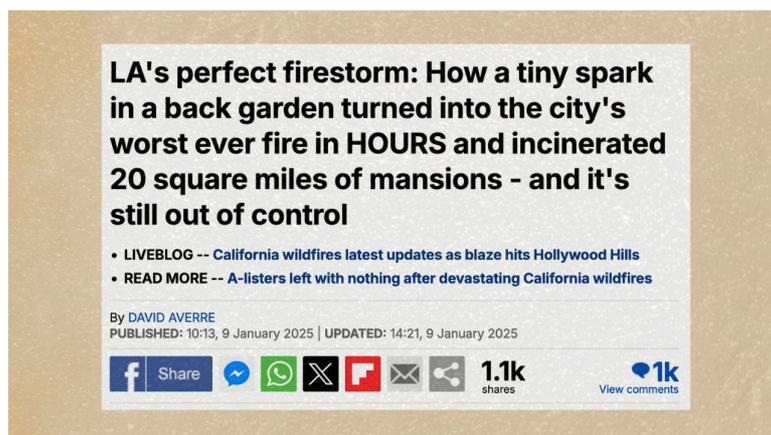 LA's perfect firestorm: How a tiny spark
in a back garden turned into the city's
worst ever fire in HOURS and incinerated
20 square miles of mansions - and it's
still out of control
• LIVEBLOG -- California wildfires latest updates as blaze hits Hollywood Hills
• READ MORE -- A-listers left with nothing after devastating California wildfires
By DAVID AVERRE
PUBLISHED: 10:13, 9 January 2025 | UPDATED: 14:21, 9 January 2025
f Share
1.1k
shares
1k
View comments